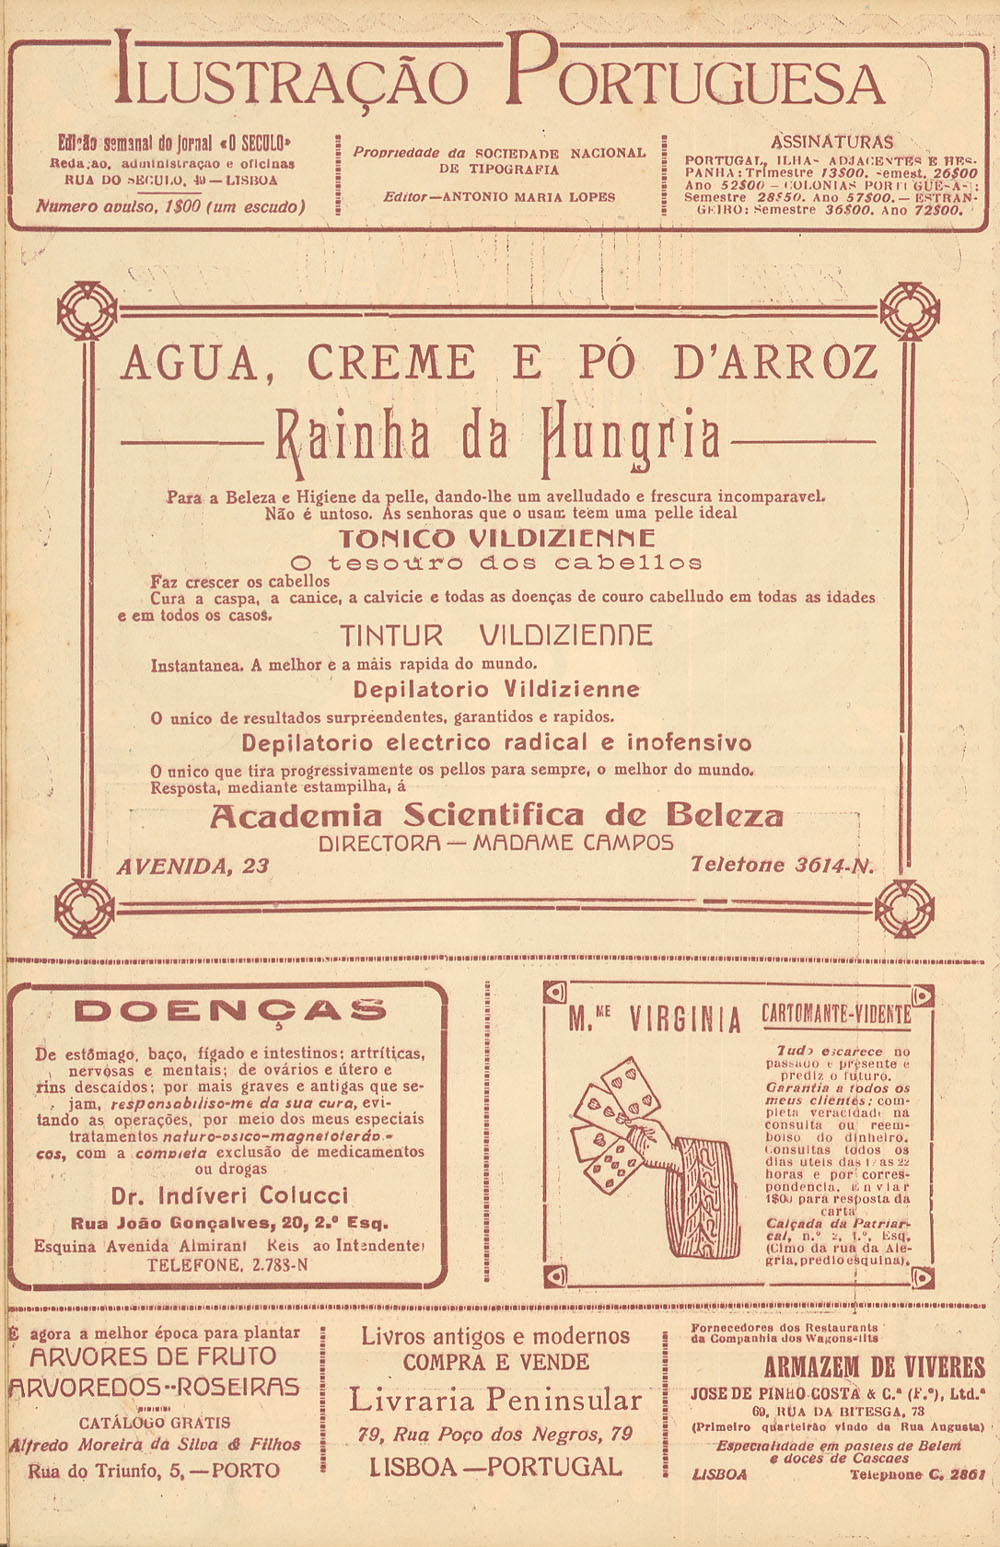 ILUSTRAÇÃO PORTUGUESA
Edição semanal do jornal «O SECULO»
Redação, administração e oficinas
RUA DO SECULO, 40—LISBOA
Numero avulso, 1$00 (um escudo)
Propriedade da SOCIEDADE NACIONAL
DE TIPOGRAFIA
Editor—ANTONIO MARIA LOPES
ASSINATURAS
PORTUGAL, ILHAS ADJACENTES E HES-
PANHA: Trimestre 13$00. Semest. 26$00
Ano 52$00 — COLONIAS PORTUGUESAS:
Semestre 28$50. Ano 57$00.— ESTRAN-
GEIRO: Semestre 36$00. Ano 72$00.
AGUA, CREME E PÓ D'ARROZ
Rainha da Hungria
Para a Beleza e Higiene da pelle, dando-lhe um avelludado e frescura incomparavel.
Não é untoso. As senhoras que o usam teem uma pelle ideal
TONICO VILDIZIENNE
O tesouro dos cabellos
Faz crescer os cabellos
Cura a caspa, a canice, a calvicie e todas as doenças de couro cabelludo em todas as idades
e em todos os casos.
TINTUR VILDIZIENNE
Instantanea. A melhor e a máis rapida do mundo.
Depilatorio Vildizienne
O unico de resultados surpreendentes, garantidos e rapidos.
Depilatorio electrico radical e inofensivo
O unico que tira progressivamente os pellos para sempre, o melhor do mundo.
Resposta, mediante estampilha, á
Academia Scientifica de Beleza
DIRECTORA — MADAME CAMPOS
AVENIDA, 23
Telefone 3614-N.
DOENÇAS
De estômago, baço, fígado e intestinos; artríticas,
nervosas e mentais; de ovários e útero e
rins descaídos; por mais graves e antigas que se-
jam, responsabiliso-me da sua cura, evi-
tando as operações, por meio dos meus especiais
tratamentos
cos, com a completa exclusão de medicamentos
ou drogas
Dr. Indíveri Colucci
Rua João Gonçalves, 20, 2.º Esq.
Esquina Avenida Almirant Reis ao Intendente
TELEFONE, 2.783-N
M.ME VIRGINIA
CARTOMANTE-VIDENTE
Tudo escarece no
passado e presente e
prediz o futuro.
Garantia a todos os
meus clientes: com-
pleta veracidade na
consulta ou reem-
bolso do dinheiro.
Consultas todos os
dias uteis das 12 as 22
horas e por corres-
pondencia. Enviar
1$00 para resposta da
carta
Calçada da Patriar-
cal, n.º 2, 1.º, Esq.
(Cimo da rua da Ale-
gria, predio esquina).
É agora a melhor época para plantar
ARVORES DE FRUTO
ARVOREDOS--ROSEIRAS
CATÁLOGO GRATIS
Alfredo Moreira da Silva & Filhos
Rua do Triunfo, 5, —PORTO
Livros antigos e modernos
COMPRA E VENDE
Livraria Peninsular
79, Rua Poço dos Negros, 79
LISBOA—PORTUGAL
Fornecedores dos Restaurants
da Companhia dos Wagons-lits
ARMAZEM DE VIVERES
JOSE DE PINHO COSTA & C.ª (F.º), Ltd.ª
69, RUA DA BITESGA, 73
(Primeiro quarteirão vindo da Rua Augusta)
Especialidade em pasteis de Belem
e doces de Cascaes
LISBOA
Telephone C. 2861